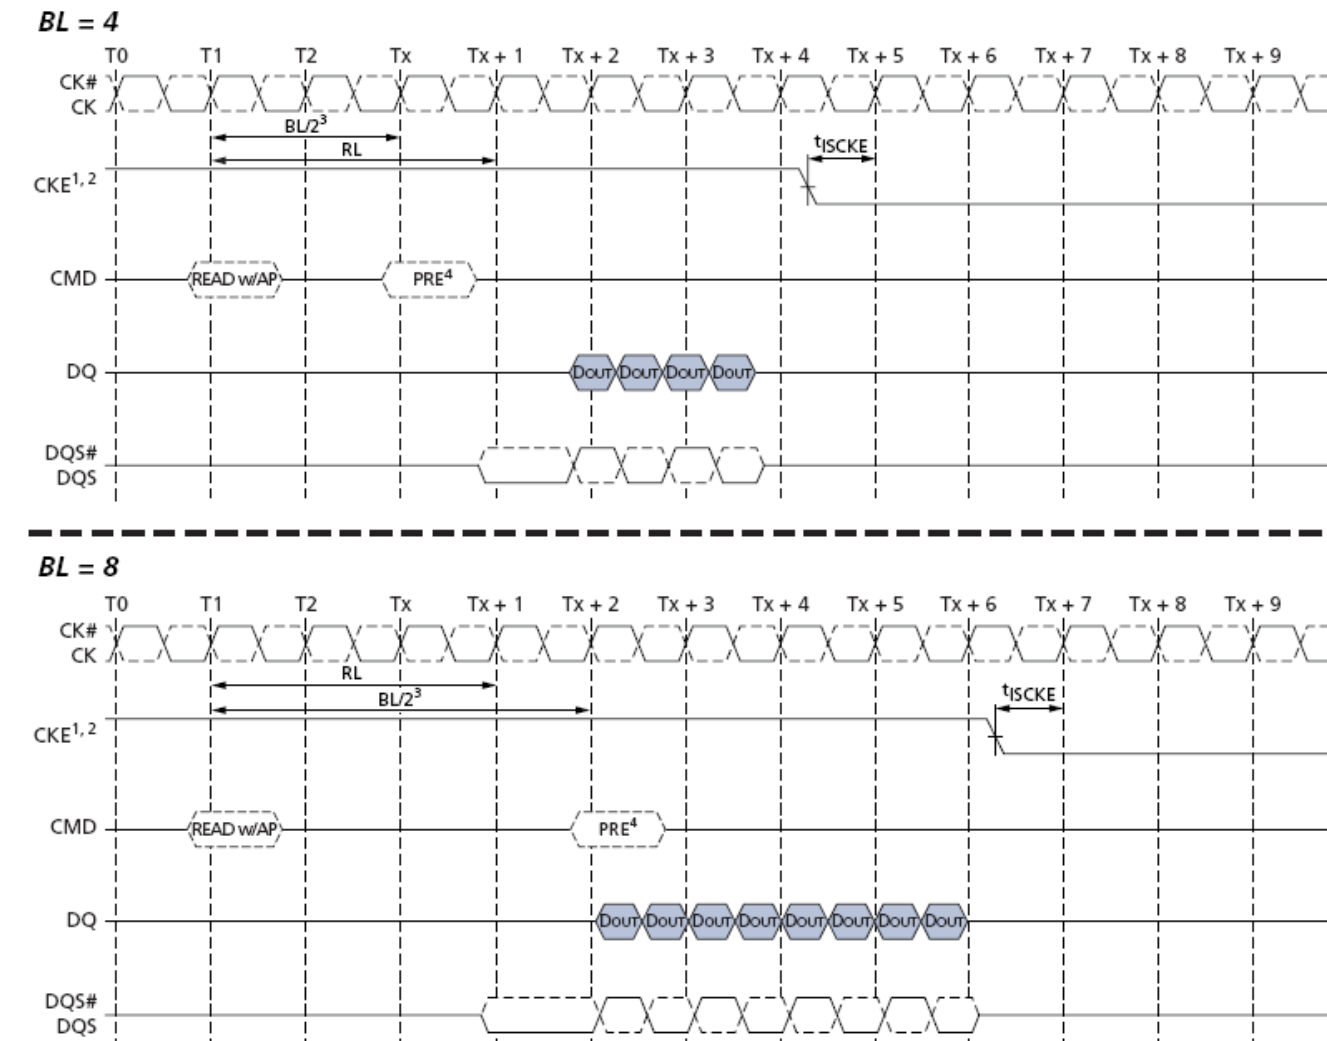 BL = 4
T0 T1 T2 Tx Tx + 1 Tx + 2 Tx + 3 Tx + 4 Tx + 5 Tx + 6 Tx + 7 Tx + 8 Tx + 9
CK#
CK
BL/2³
RL
tISCKE
CKE¹,²
CMD READ w/AP PRE⁴
DQ DOUT DOUT DOUT DOUT
DQS#
DQS
BL = 8
T0 T1 T2 Tx Tx + 1 Tx + 2 Tx + 3 Tx + 4 Tx + 5 Tx + 6 Tx + 7 Tx + 8 Tx + 9
CK#
CK
RL
BL/2³
tISCKE
CKE¹,²
CMD READ w/AP PRE⁴
DQ DOUT DOUT DOUT DOUT DOUT DOUT DOUT DOUT
DQS#
DQS